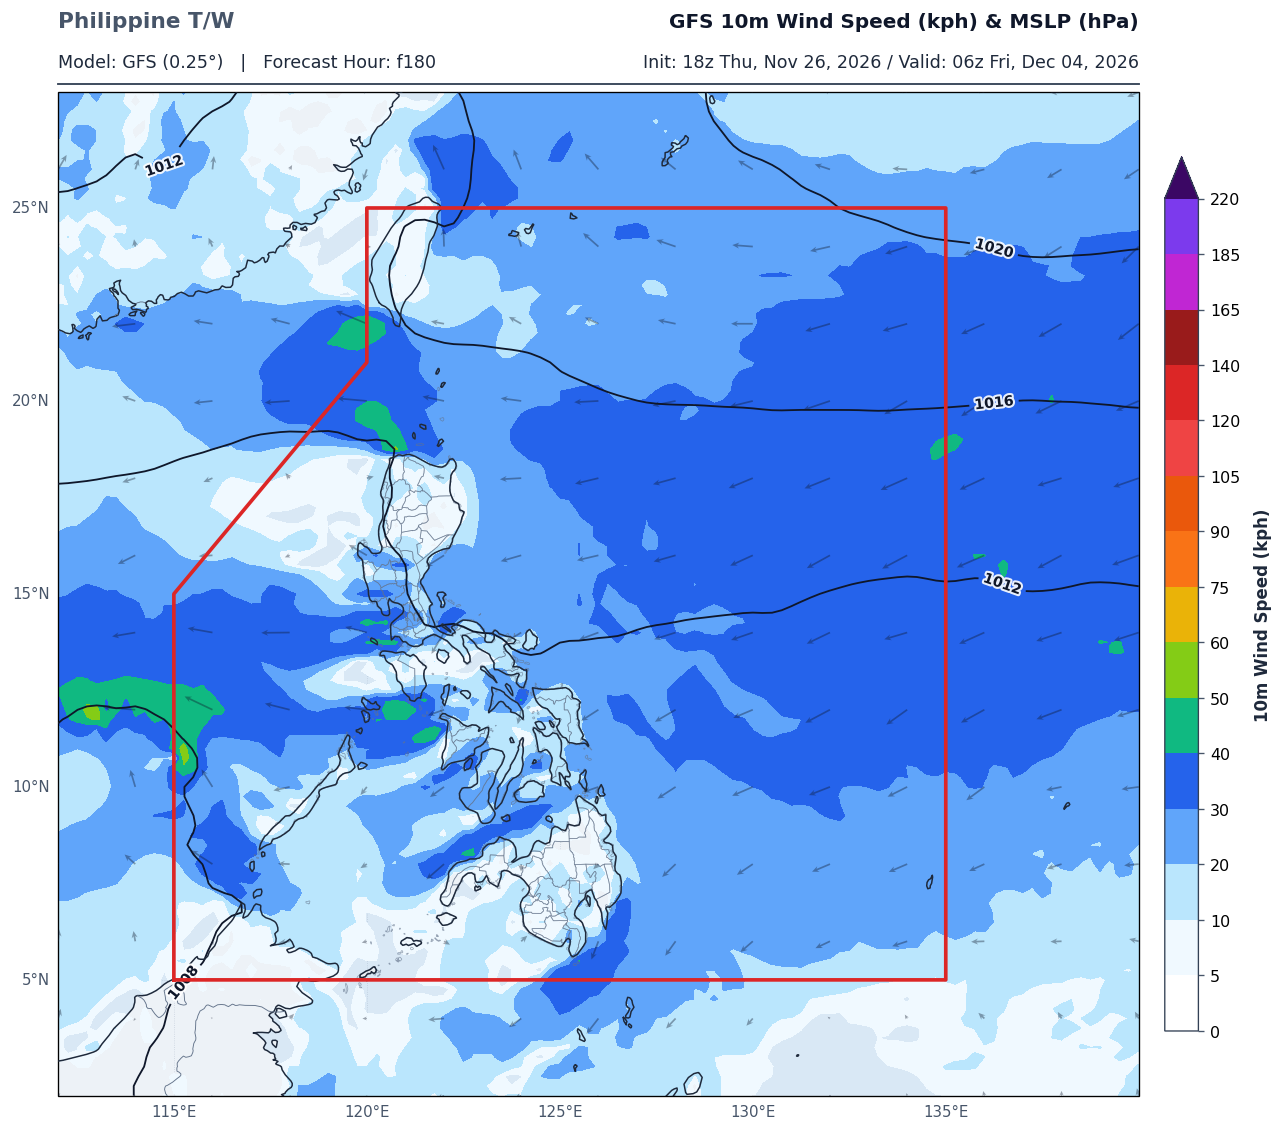 Philippine T/W
GFS 10m Wind Speed (kph) & MSLP (hPa)
Model: GFS (0.25°)   |   Forecast Hour: f180
Init: 18z Thu, Nov 26, 2026 / Valid: 06z Fri, Dec 04, 2026
1012
1020
1016
1012
1008
25°N
20°N
15°N
10°N
5°N
115°E
120°E
125°E
130°E
135°E
220
185
165
140
120
105
90
75
60
50
40
30
20
10
5
0
10m Wind Speed (kph)